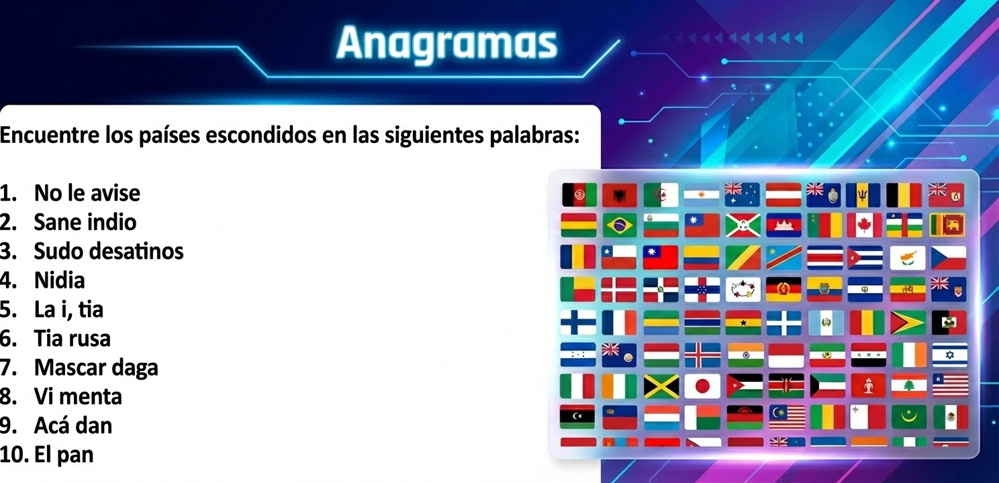 Anagramas
Encuentre los países escondidos en las siguientes palabras:
1. No le avise
2. Sane indio
3. Sudo desatinos
4. Nidia
5. La i, tia
6. Tia rusa
7. Mascar daga
8. Vi menta
9. Acá dan
10. El pan